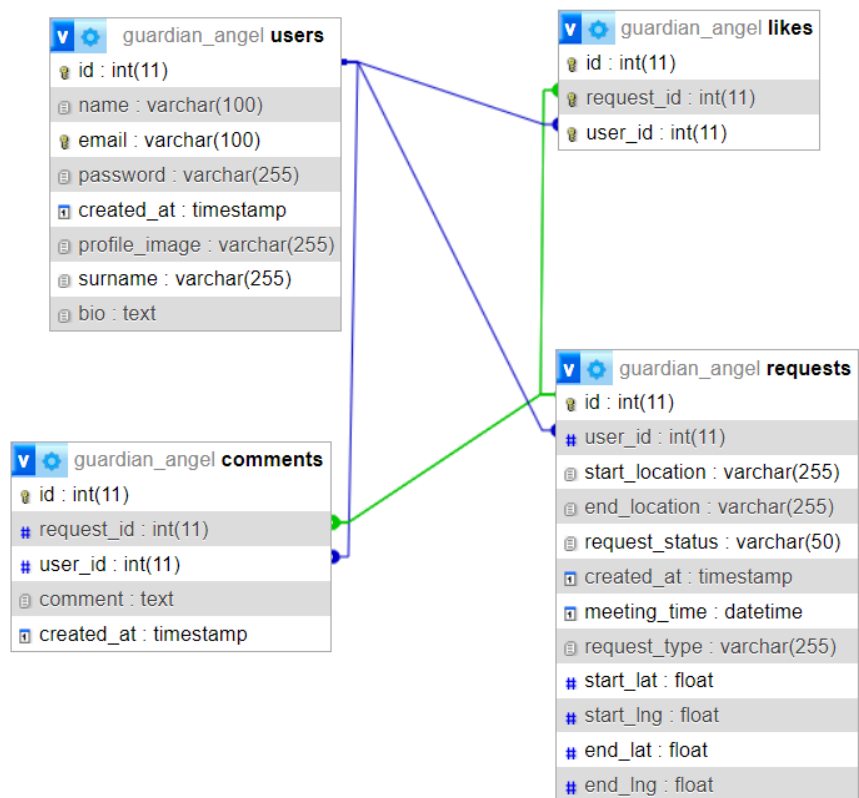 v guardian_angel users
id : int(11)
name : varchar(100)
email : varchar(100)
password : varchar(255)
created_at : timestamp
profile_image : varchar(255)
surname : varchar(255)
bio : text
v guardian_angel likes
id : int(11)
request_id : int(11)
user_id : int(11)
v guardian_angel comments
id : int(11)
# request_id : int(11)
# user_id : int(11)
comment : text
created_at : timestamp
v guardian_angel requests
id : int(11)
# user_id : int(11)
start_location : varchar(255)
end_location : varchar(255)
request_status : varchar(50)
created_at : timestamp
meeting_time : datetime
request_type : varchar(255)
# start_lat : float
# start_lng : float
# end_lat : float
# end_lng : float